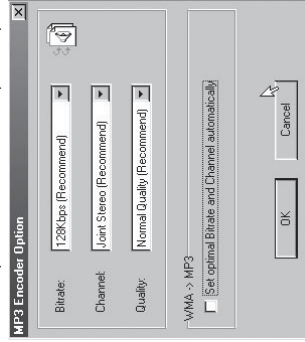 MP3 Encoder Option
Bitrate: 128Kbps (Recommend)
Channel: Joint Stereo (Recommend)
Quality: Normal Quality (Recommend)
WMA -> MP3
Set optimal Bitrate and Channel automatically
OK Cancel